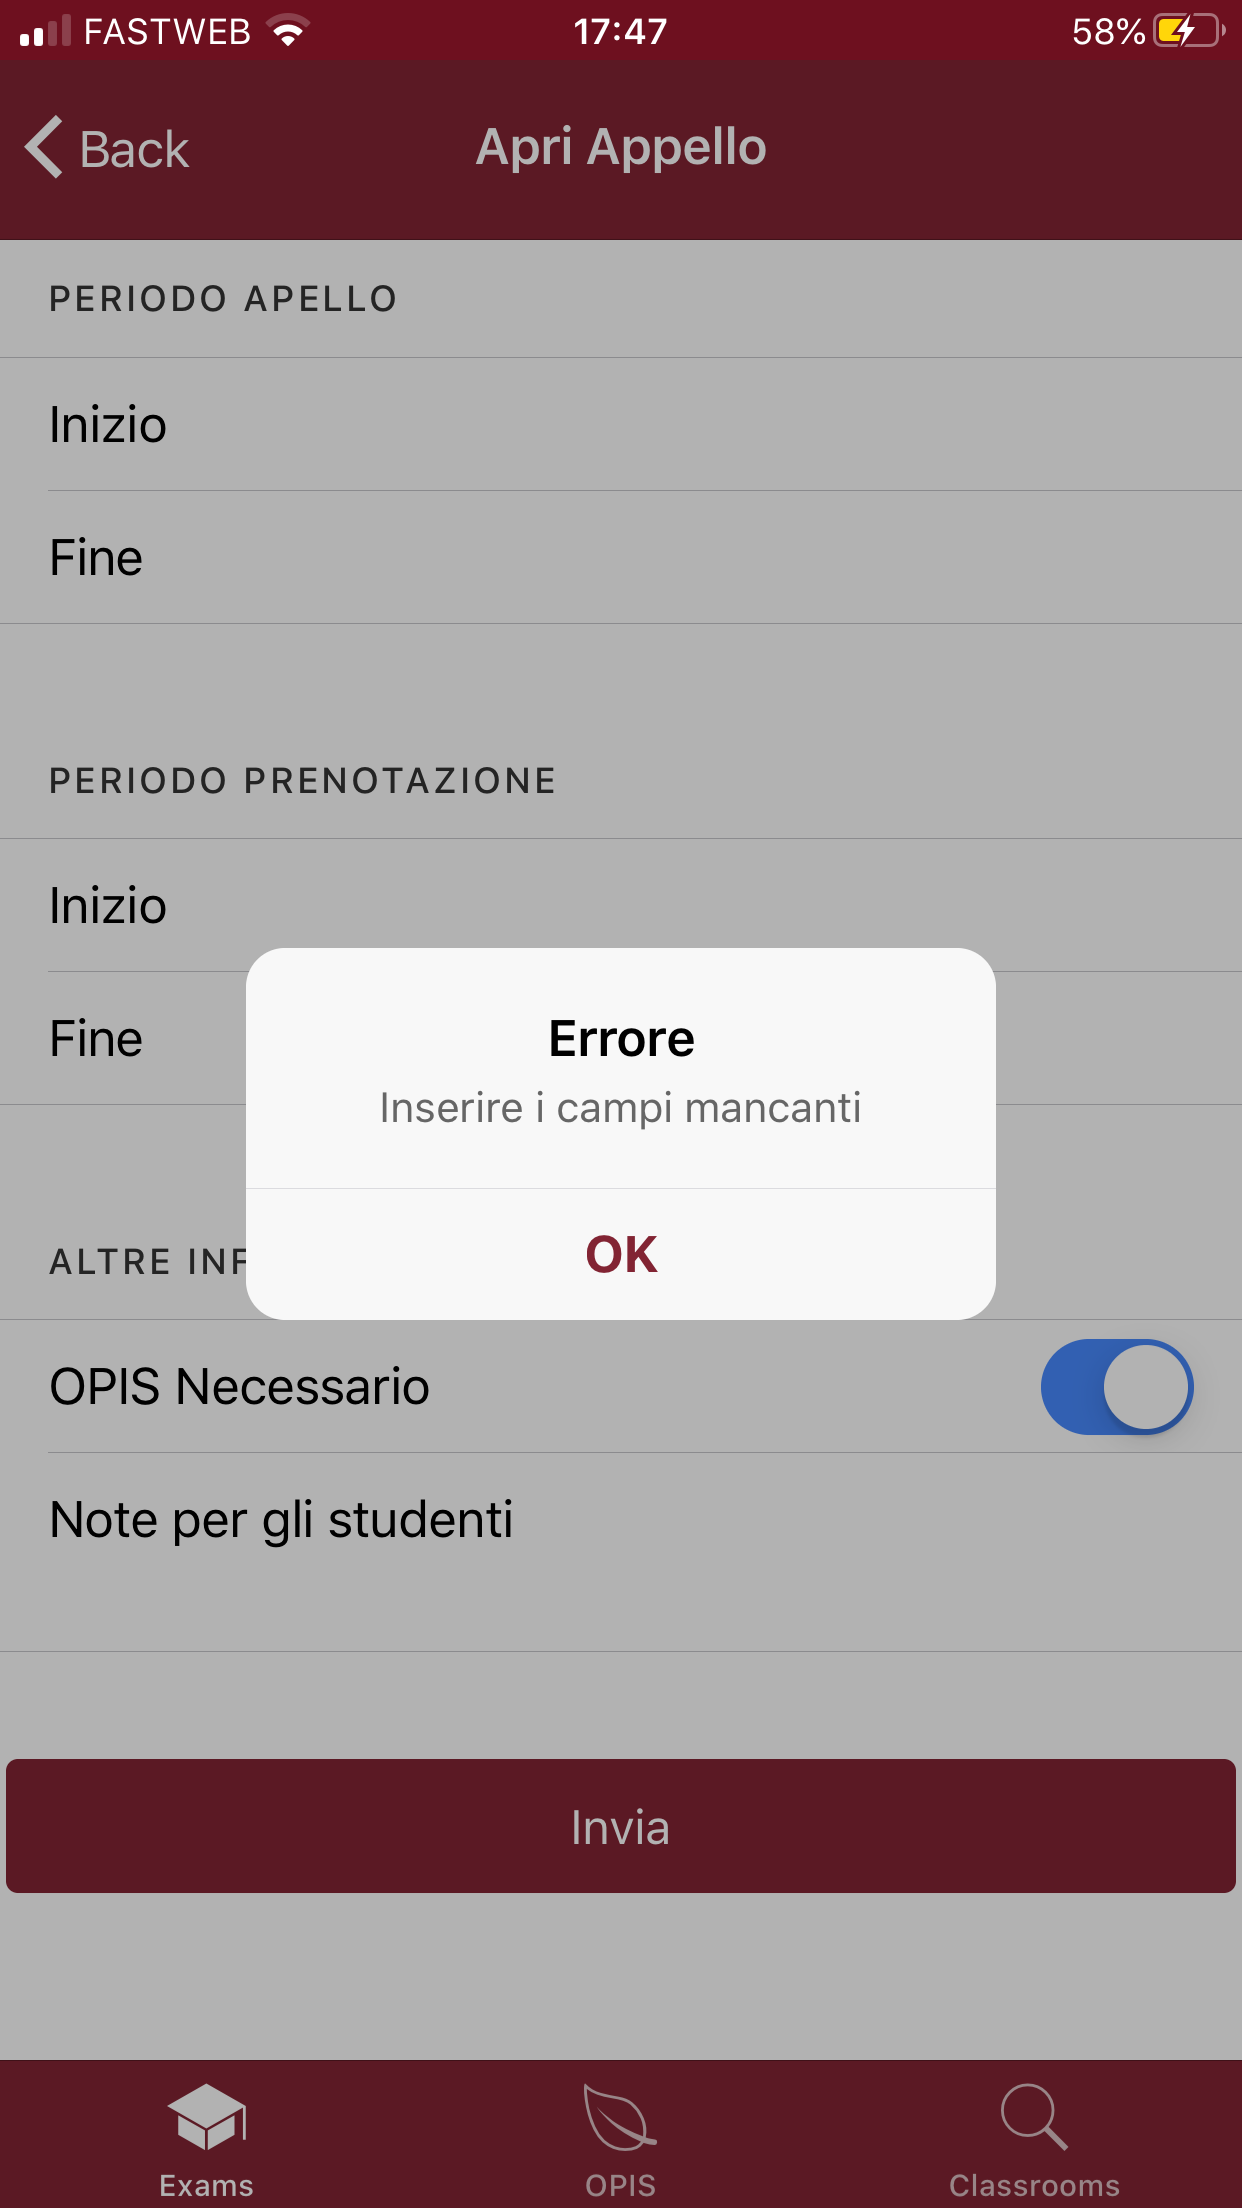 FASTWEB 17:47 58%
Back Apri Appello
PERIODO APELLO
Inizio
Fine
PERIODO PRENOTAZIONE
Inizio
Fine
Errore
Inserire i campi mancanti
OK
ALTRE INF
OPIS Necessario
Note per gli studenti
Invia
Exams OPIS Classrooms